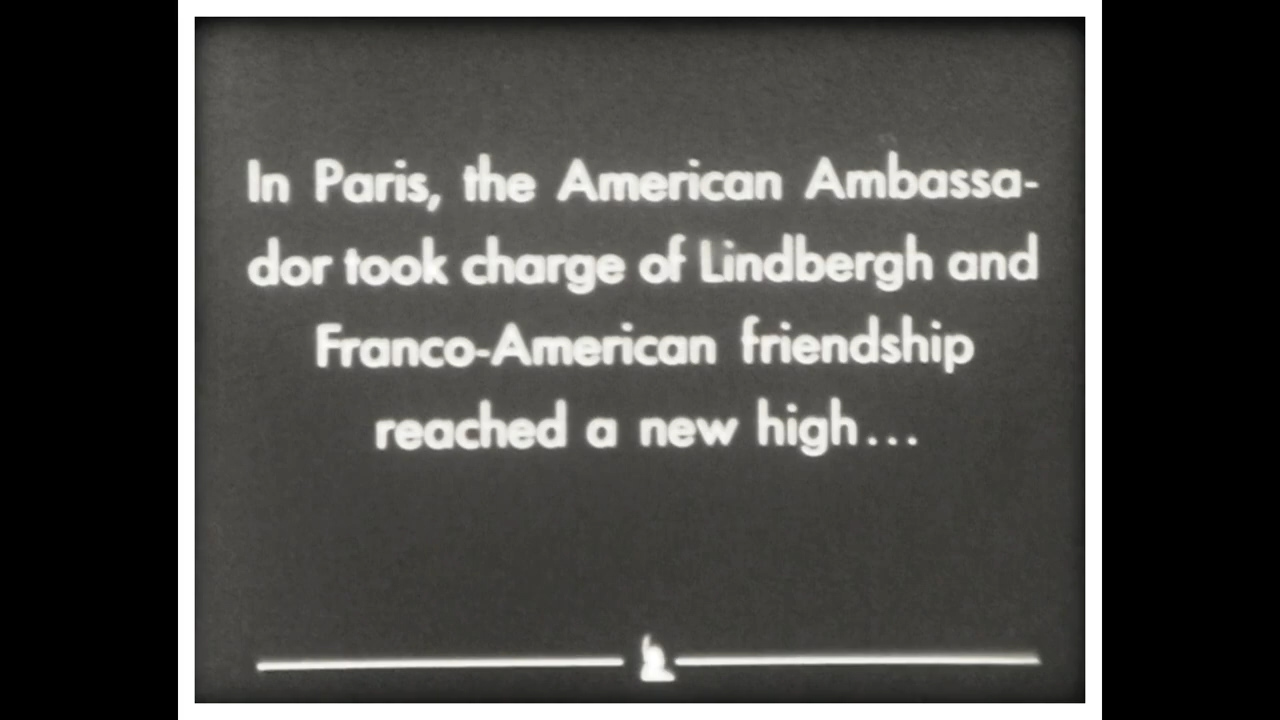 In Paris, the American Ambassa-
dor took charge of Lindbergh and
Franco-American friendship
reached a new high...